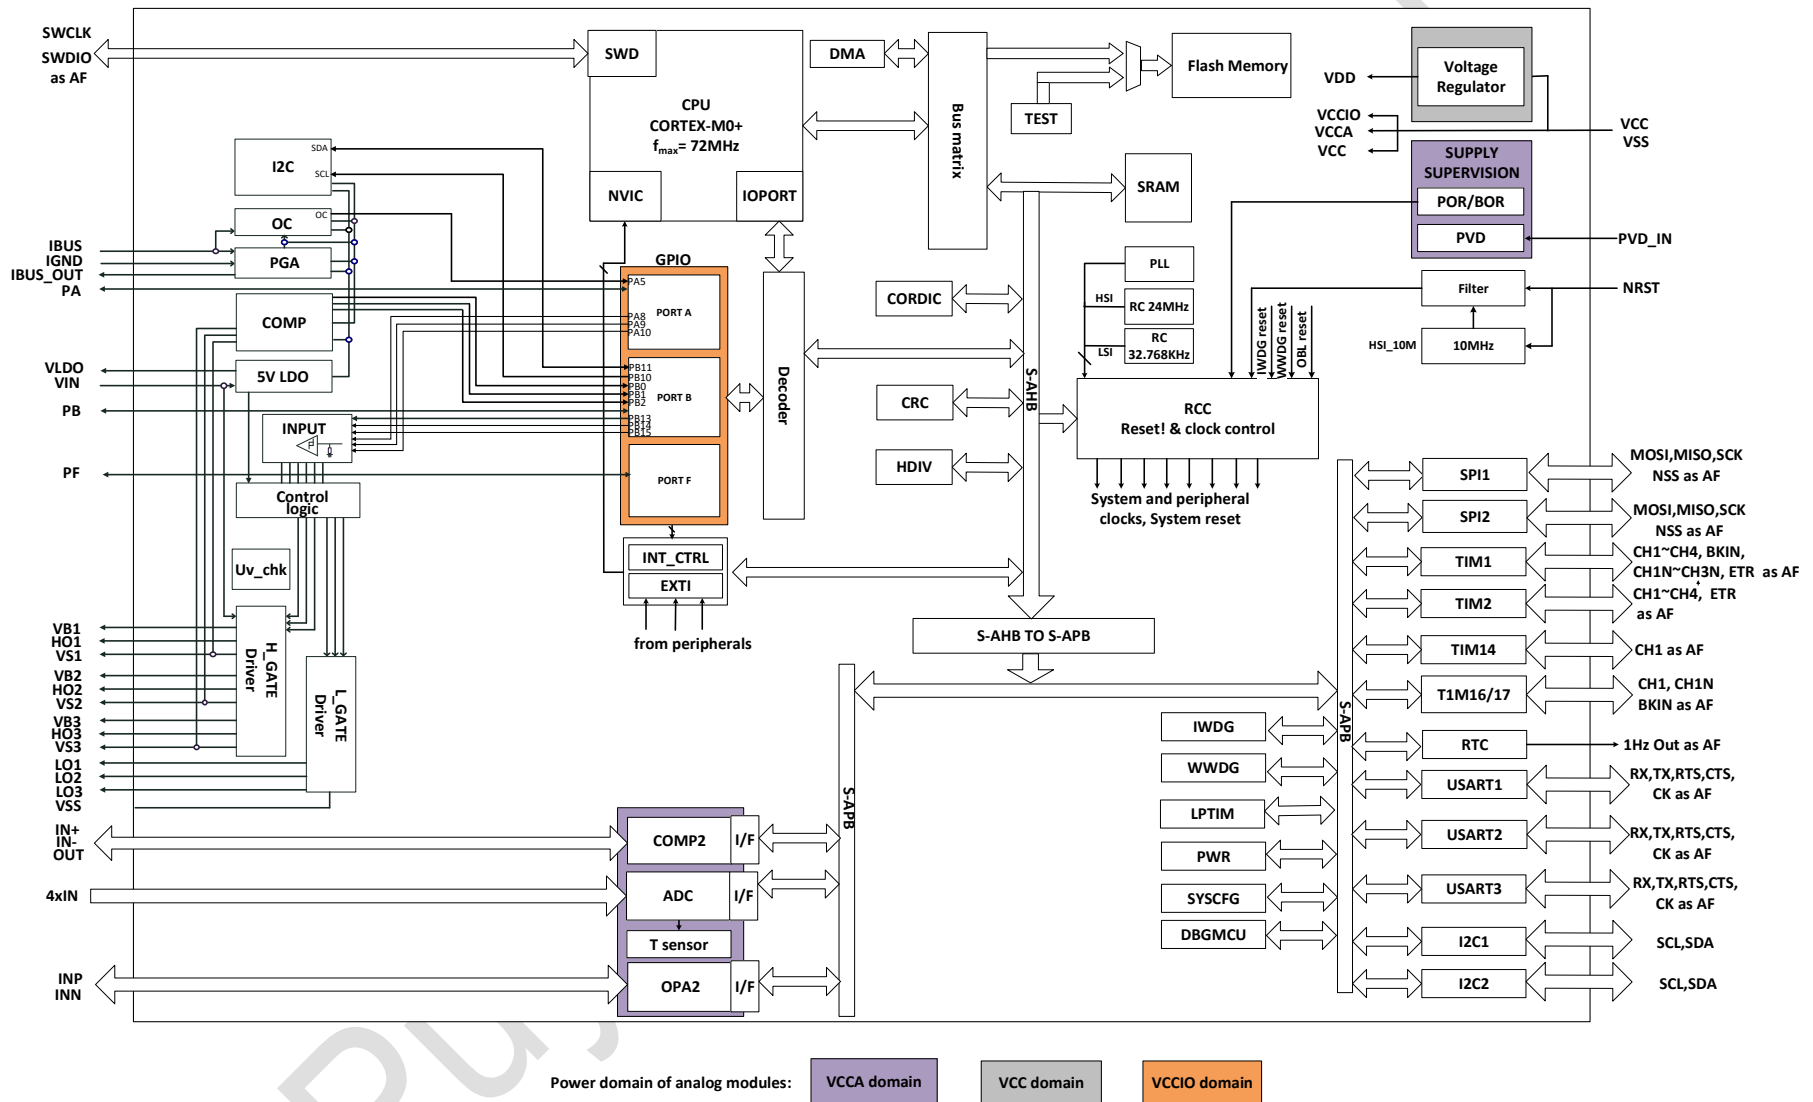 SWCLK
SWDIO
as AF
SWD
CPU
CORTEX-M0+
fmax= 72MHz
NVIC
IOPORT
DMA
Bus matrix
TEST
Flash Memory
SRAM
Voltage
Regulator
VDD
VCCIO
VCCA
VCC
VCC
VSS
SUPPLY
SUPERVISION
POR/BOR
PVD
PVD_IN
Filter
NRST
HSI_10M
10MHz
I2C
SDA
SCL
OC
OC
PGA
IBUS
IGND
IBUS_OUT
PA
COMP
VLDO
VIN
5V LDO
PB
INPUT
PF
Control
logic
Uv_chk
H_GATE
Driver
L_GATE
Driver
VB1
HO1
VS1
VB2
HO2
VS2
VB3
HO3
VS3
LO1
LO2
LO3
VSS
GPIO
PA5
PORT A
PA8
PA9
PA10
PB11
PB10
PB0
PB1
PB2
PORT B
PB13
PB14
PB15
PORT F
INT_CTRL
EXTI
from peripherals
Decoder
CORDIC
CRC
HDIV
S-AHB
PLL
HSI
RC 24MHz
RC
32.768KHz
LSI
IWDG reset
WWDG reset
OBL reset
RCC
Reset! & clock control
System and peripheral
clocks, System reset
S-AHB TO S-APB
S-APB
S-APB
IWDG
WWDG
LPTIM
PWR
SYSCFG
DBGMCU
SPI1
MOSI,MISO,SCK
NSS as AF
SPI2
MOSI,MISO,SCK
NSS as AF
TIM1
CH1~CH4, BKIN,
CH1N~CH3N, ETR as AF
TIM2
CH1~CH4, ETR
as AF
TIM14
CH1 as AF
T1M16/17
CH1, CH1N
BKIN as AF
RTC
1Hz Out as AF
USART1
RX,TX,RTS,CTS,
CK as AF
USART2
RX,TX,RTS,CTS,
CK as AF
USART3
RX,TX,RTS,CTS,
CK as AF
I2C1
SCL,SDA
I2C2
SCL,SDA
IN+
IN-
OUT
COMP2
I/F
4xIN
ADC
I/F
T sensor
INP
INN
OPA2
I/F
Power domain of analog modules:
VCCA domain
VCC domain
VCCIO domain